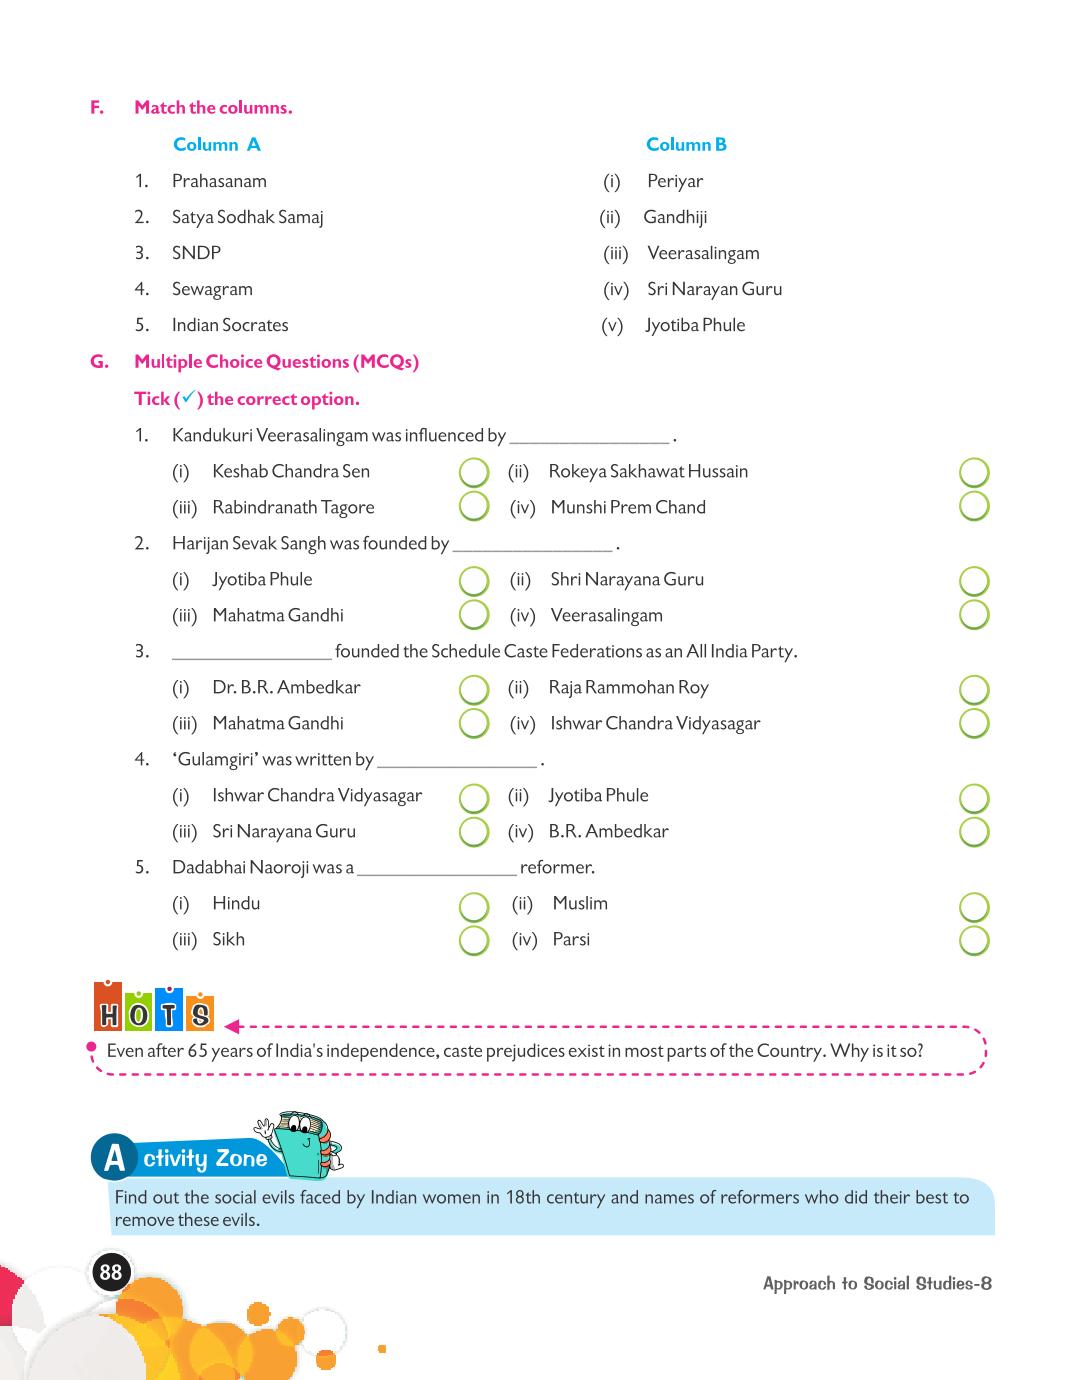 F. Match the columns.
Column A Column B
1. Prahasanam (i) Periyar
2. Satya Sodhak Samaj (ii) Gandhiji
3. SNDP (iii) Veerasalingam
4. Sewagram (iv) Sri Narayan Guru
5. Indian Socrates (v) Jyotiba Phule
G. Multiple Choice Questions (MCQs)
Tick (✓) the correct option.
1. Kandukuri Veerasalingam was influenced by ________________ .
(i) Keshab Chandra Sen (ii) Rokeya Sakhawat Hussain
(iii) Rabindranath Tagore (iv) Munshi Prem Chand
2. Harijan Sevak Sangh was founded by ________________ .
(i) Jyotiba Phule (ii) Shri Narayana Guru
(iii) Mahatma Gandhi (iv) Veerasalingam
3. ________________ founded the Schedule Caste Federations as an All India Party.
(i) Dr. B.R. Ambedkar (ii) Raja Rammohan Roy
(iii) Mahatma Gandhi (iv) Ishwar Chandra Vidyasagar
4. ‘Gulamgiri’ was written by ________________ .
(i) Ishwar Chandra Vidyasagar (ii) Jyotiba Phule
(iii) Sri Narayana Guru (iv) B.R. Ambedkar
5. Dadabhai Naoroji was a ________________ reformer.
(i) Hindu (ii) Muslim
(iii) Sikh (iv) Parsi
HOTS
Even after 65 years of India's independence, caste prejudices exist in most parts of the Country. Why is it so?
Activity Zone
Find out the social evils faced by Indian women in 18th century and names of reformers who did their best to
remove these evils.
88
Approach to Social Studies-8